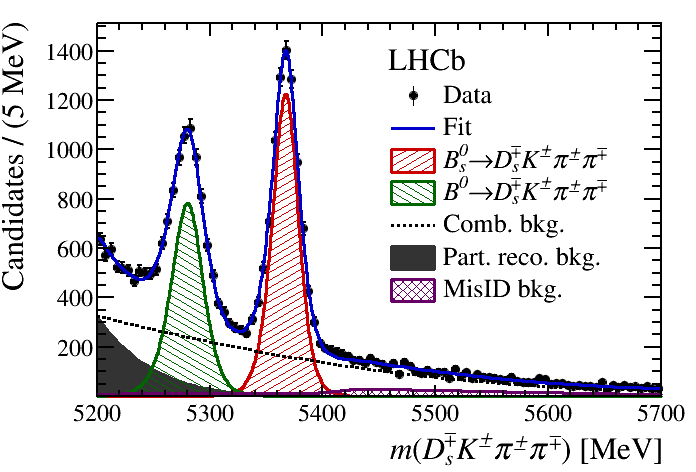 Candidates / (5 MeV)
1400
1200
1000
800
600
400
200
LHCb
Data
Fit
B⁰ₛ→D∓ₛK±π±π∓
B⁰→D∓ₛK±π±π∓
Comb. bkg.
Part. reco. bkg.
MisID bkg.
5200 5300 5400 5500 5600 5700
m(D∓ₛK±π±π∓) [MeV]